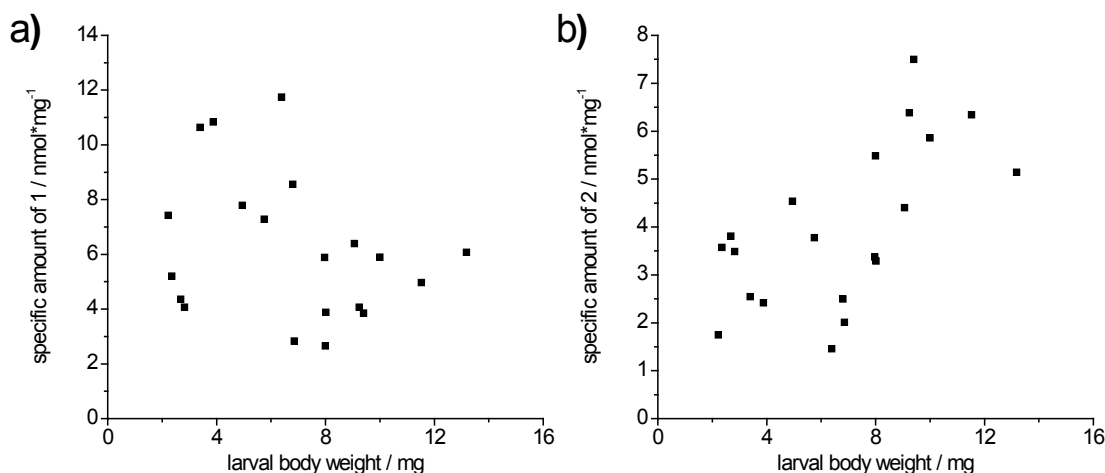 a)
14
12
10
8
6
4
2
0
0 4 8 12 16
specific amount of 1 / nmol*mg⁻¹
larval body weight / mg
b)
8
7
6
5
4
3
2
1
0
0 4 8 12 16
specific amount of 2 / nmol*mg⁻¹
larval body weight / mg